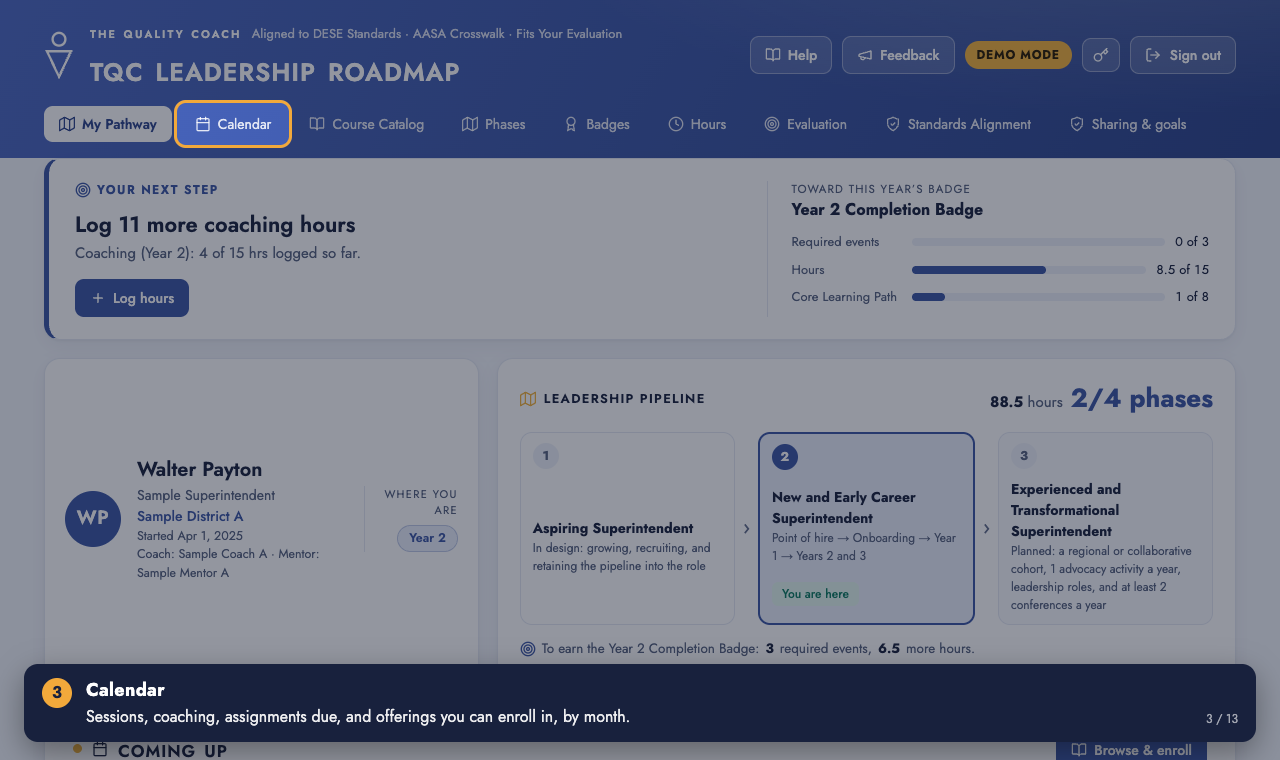 THE QUALITY COACH Aligned to DESE Standards · AASA Crosswalk · Fits Your Evaluation
TQC LEADERSHIP ROADMAP
Help
Feedback
DEMO MODE
Sign out
My Pathway
Calendar
Course Catalog
Phases
Badges
Hours
Evaluation
Standards Alignment
Sharing & goals
YOUR NEXT STEP
Log 11 more coaching hours
Coaching (Year 2): 4 of 15 hrs logged so far.
+ Log hours
TOWARD THIS YEAR'S BADGE
Year 2 Completion Badge
Required events 0 of 3
Hours 8.5 of 15
Core Learning Path 1 of 8
WP
Walter Payton
Sample Superintendent
Sample District A
Started Apr 1, 2025
Coach: Sample Coach A · Mentor:
Sample Mentor A
WHERE YOU
ARE
Year 2
LEADERSHIP PIPELINE
88.5 hours 2/4 phases
1
Aspiring Superintendent
In design: growing, recruiting, and
retaining the pipeline into the role
2
New and Early Career
Superintendent
Point of hire → Onboarding → Year
1 → Years 2 and 3
You are here
3
Experienced and
Transformational
Superintendent
Planned: a regional or collaborative
cohort, 1 advocacy activity a year,
leadership roles, and at least 2
conferences a year
To earn the Year 2 Completion Badge: 3 required events, 6.5 more hours.
3
Calendar
Sessions, coaching, assignments due, and offerings you can enroll in, by month.
3 / 13
COMING UP
Browse & enroll